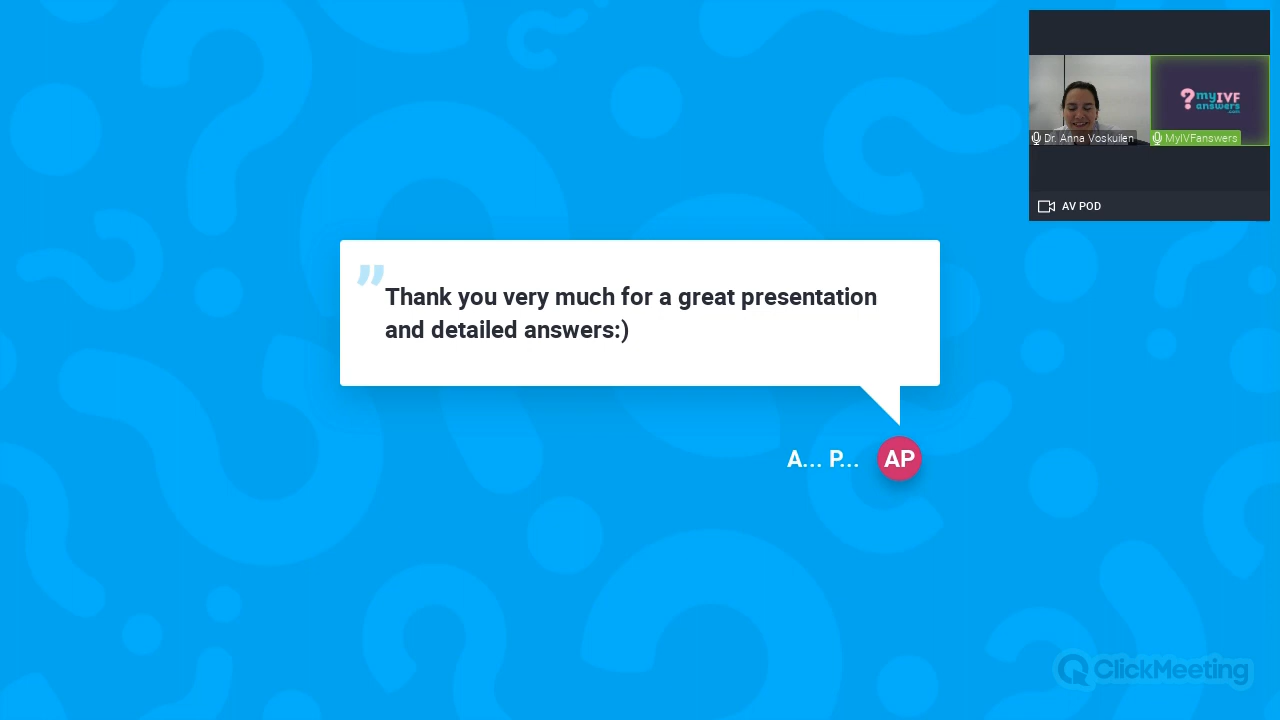 ?myIVF
answers
Dr. Anna Voskuilen
MyIVFanswers
AV POD
” Thank you very much for a great presentation
and detailed answers:)
A... P... AP
ClickMeeting